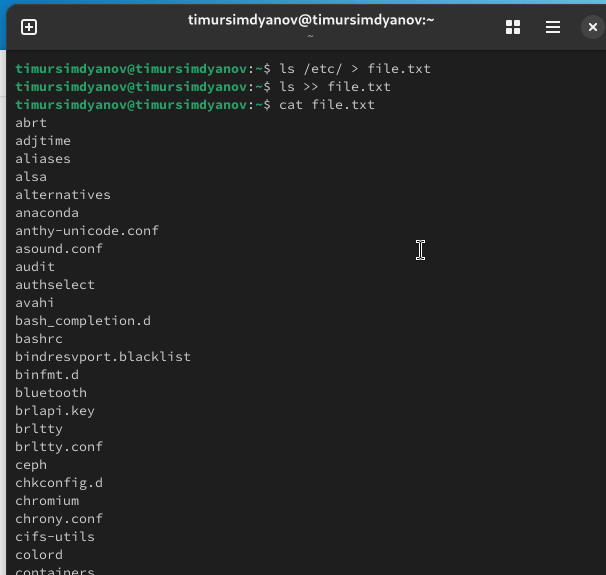 timursimdyanov@timursimdyanov:~
~
timursimdyanov@timursimdyanov:~$ ls /etc/ > file.txt
timursimdyanov@timursimdyanov:~$ ls >> file.txt
timursimdyanov@timursimdyanov:~$ cat file.txt
abrt
adjtime
aliases
alsa
alternatives
anaconda
anthy-unicode.conf
asound.conf
audit
authselect
avahi
bash_completion.d
bashrc
bindresvport.blacklist
binfmt.d
bluetooth
brlapi.key
brltty
brltty.conf
ceph
chkconfig.d
chromium
chrony.conf
cifs-utils
colord
containers